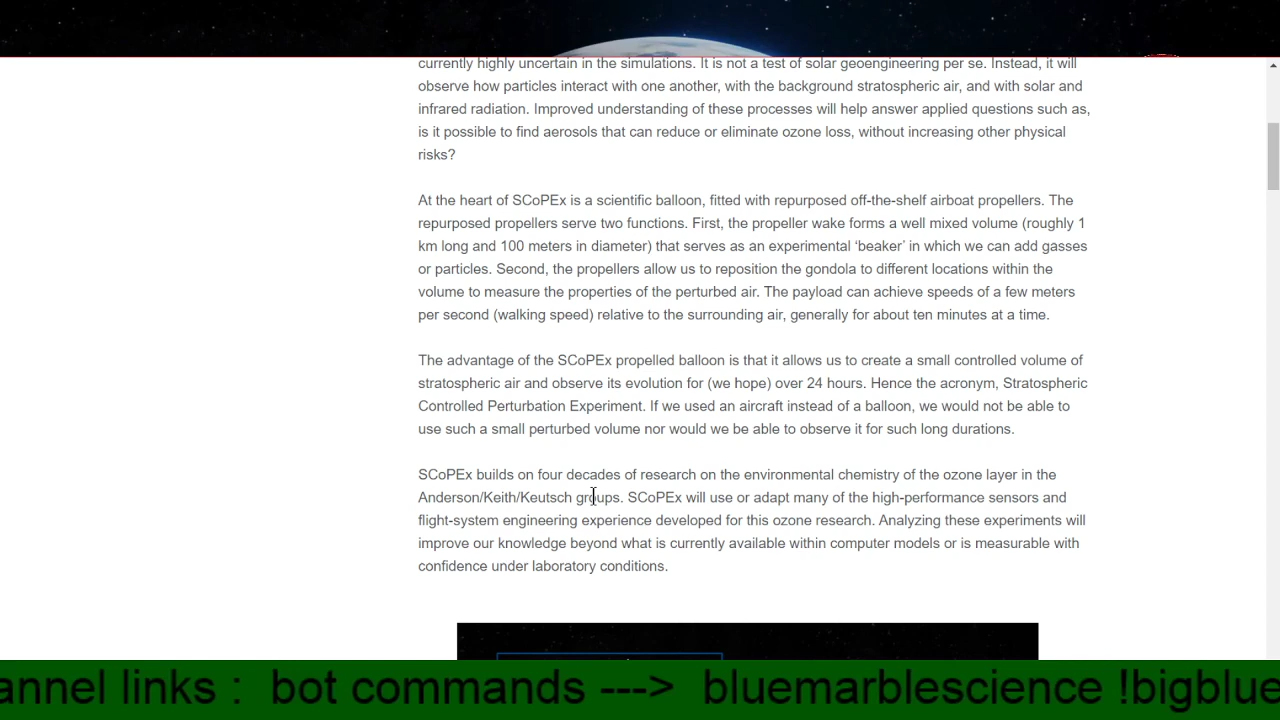 currently highly uncertain in the simulations. It is not a test of solar geoengineering per se. Instead, it will
observe how particles interact with one another, with the background stratospheric air, and with solar and
infrared radiation. Improved understanding of these processes will help answer applied questions such as,
is it possible to find aerosols that can reduce or eliminate ozone loss, without increasing other physical
risks?
At the heart of SCoPEx is a scientific balloon, fitted with repurposed off-the-shelf airboat propellers. The
repurposed propellers serve two functions. First, the propeller wake forms a well mixed volume (roughly 1
km long and 100 meters in diameter) that serves as an experimental ‘beaker’ in which we can add gasses
or particles. Second, the propellers allow us to reposition the gondola to different locations within the
volume to measure the properties of the perturbed air. The payload can achieve speeds of a few meters
per second (walking speed) relative to the surrounding air, generally for about ten minutes at a time.
The advantage of the SCoPEx propelled balloon is that it allows us to create a small controlled volume of
stratospheric air and observe its evolution for (we hope) over 24 hours. Hence the acronym, Stratospheric
Controlled Perturbation Experiment. If we used an aircraft instead of a balloon, we would not be able to
use such a small perturbed volume nor would we be able to observe it for such long durations.
SCoPEx builds on four decades of research on the environmental chemistry of the ozone layer in the
Anderson/Keith/Keutsch groups. SCoPEx will use or adapt many of the high-performance sensors and
flight-system engineering experience developed for this ozone research. Analyzing these experiments will
improve our knowledge beyond what is currently available within computer models or is measurable with
confidence under laboratory conditions.
annel links : bot commands ---> bluemarblescience !bigblue